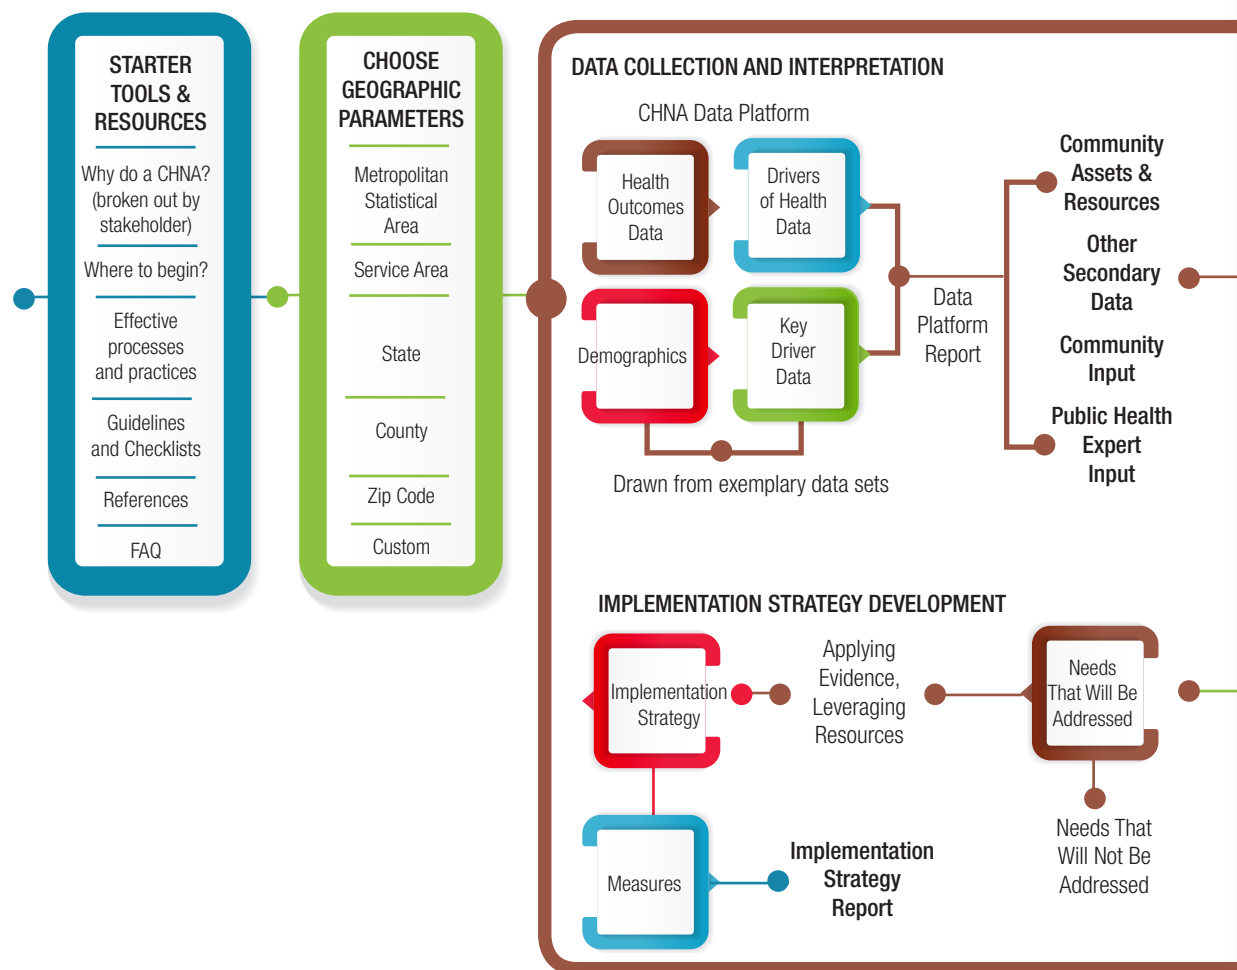 STARTER
TOOLS &
RESOURCES
Why do a CHNA?
(broken out by
stakeholder)
Where to begin?
Effective
processes
and practices
Guidelines
and Checklists
References
FAQ
CHOOSE
GEOGRAPHIC
PARAMETERS
Metropolitan
Statistical
Area
Service Area
State
County
Zip Code
Custom
DATA COLLECTION AND INTERPRETATION
CHNA Data Platform
Health
Outcomes
Data
Drivers
of Health
Data
Demographics
Key
Driver
Data
Drawn from exemplary data sets
Data
Platform
Report
Community
Assets &
Resources
Other
Secondary
Data
Community
Input
Public Health
Expert
Input
IMPLEMENTATION STRATEGY DEVELOPMENT
Implementation
Strategy
Applying
Evidence,
Leveraging
Resources
Needs
That Will Be
Addressed
Needs That
Will Not Be
Addressed
Measures
Implementation
Strategy
Report